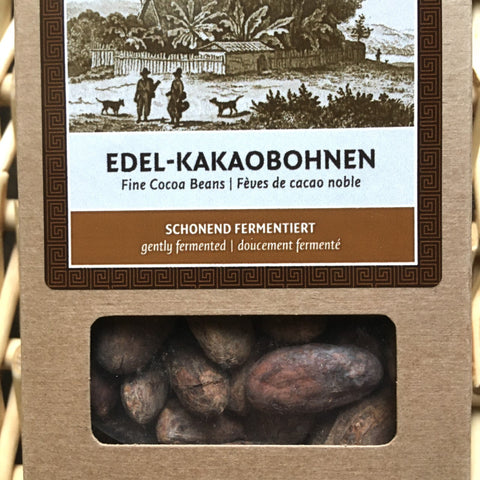 EDEL-KAKAOBOHNEN
Fine Cocoa Beans | Fèves de cacao noble
SCHONEND FERMENTIERT
gently fermented | doucement fermenté